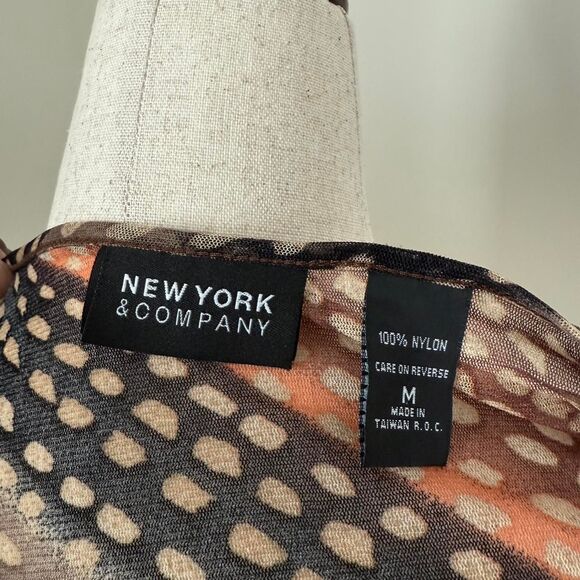 NEW YORK
& COMPANY
100% NYLON
CARE ON REVERSE
M
MADE IN
TAIWAN R.O.C.